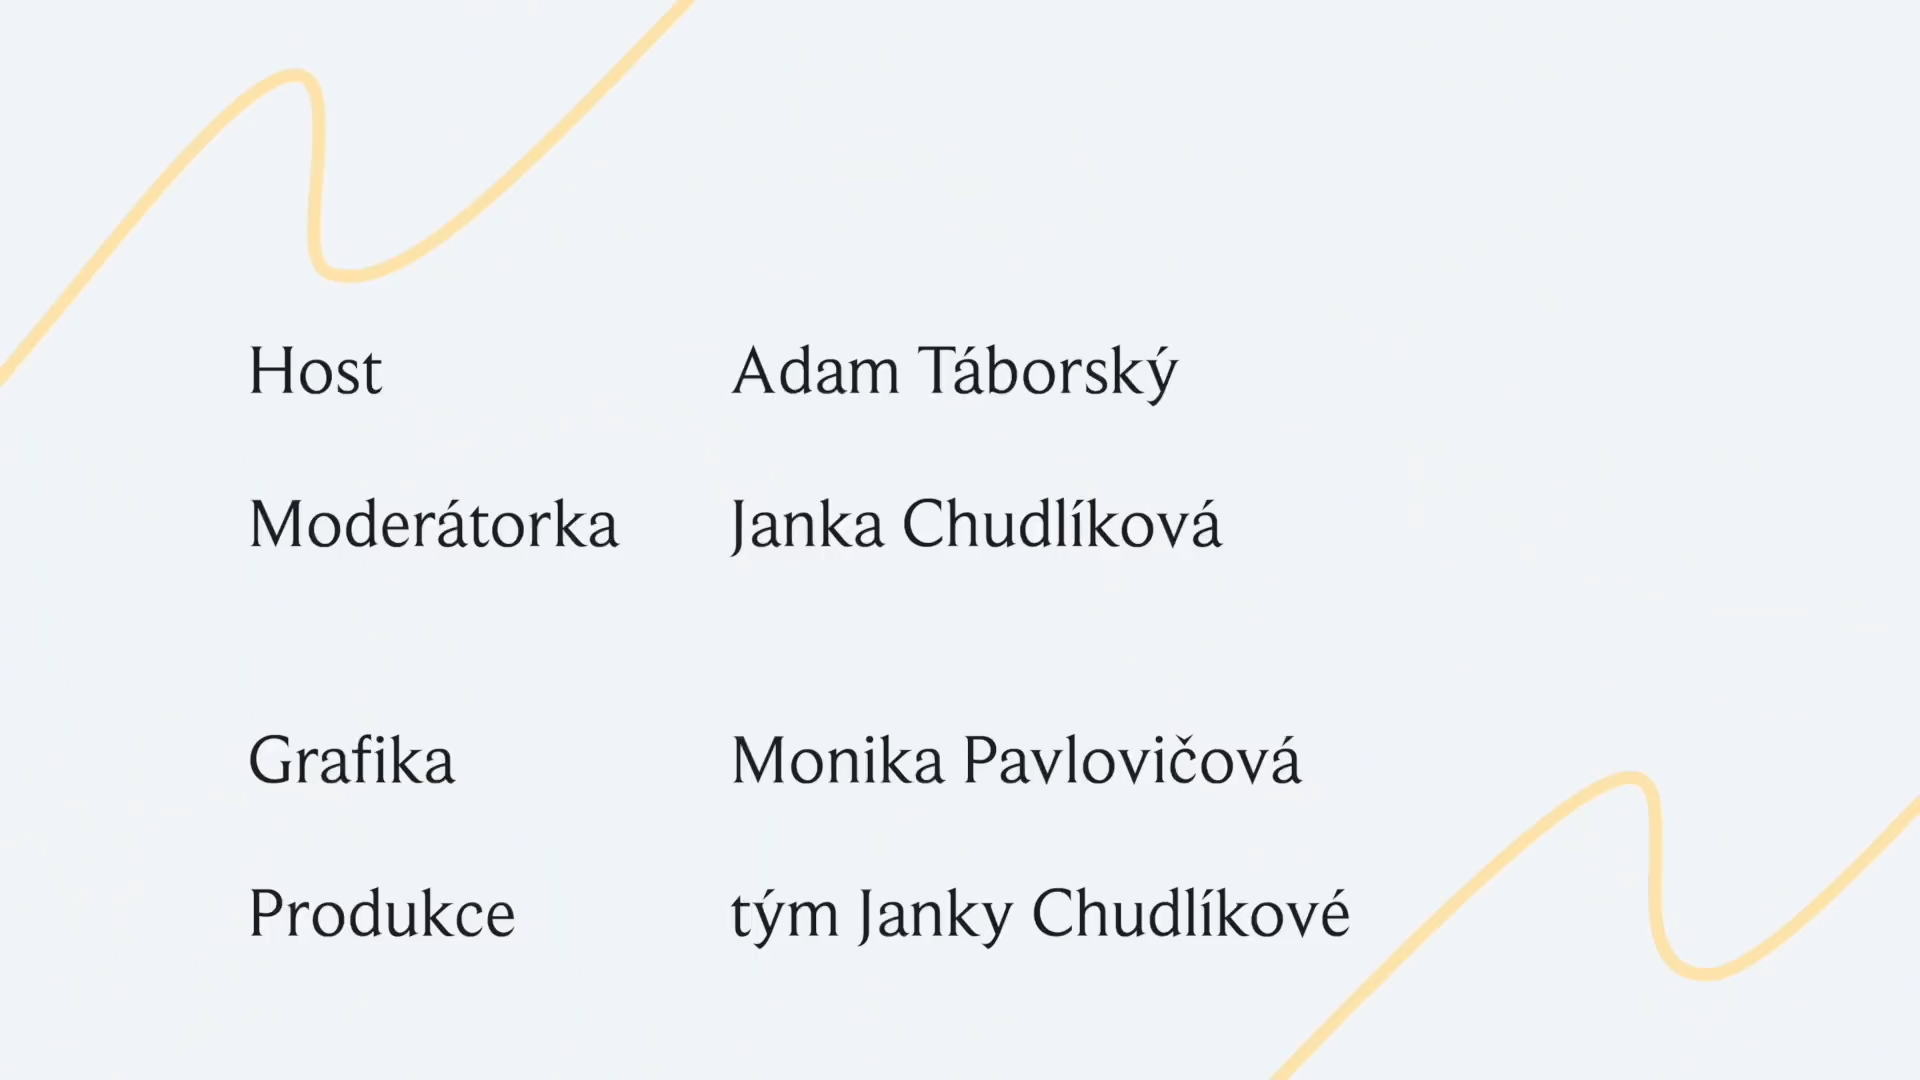 Host Adam Táborský
Moderátorka Janka Chudlíková
Grafika Monika Pavlovičová
Produkce tým Janky Chudlíkové